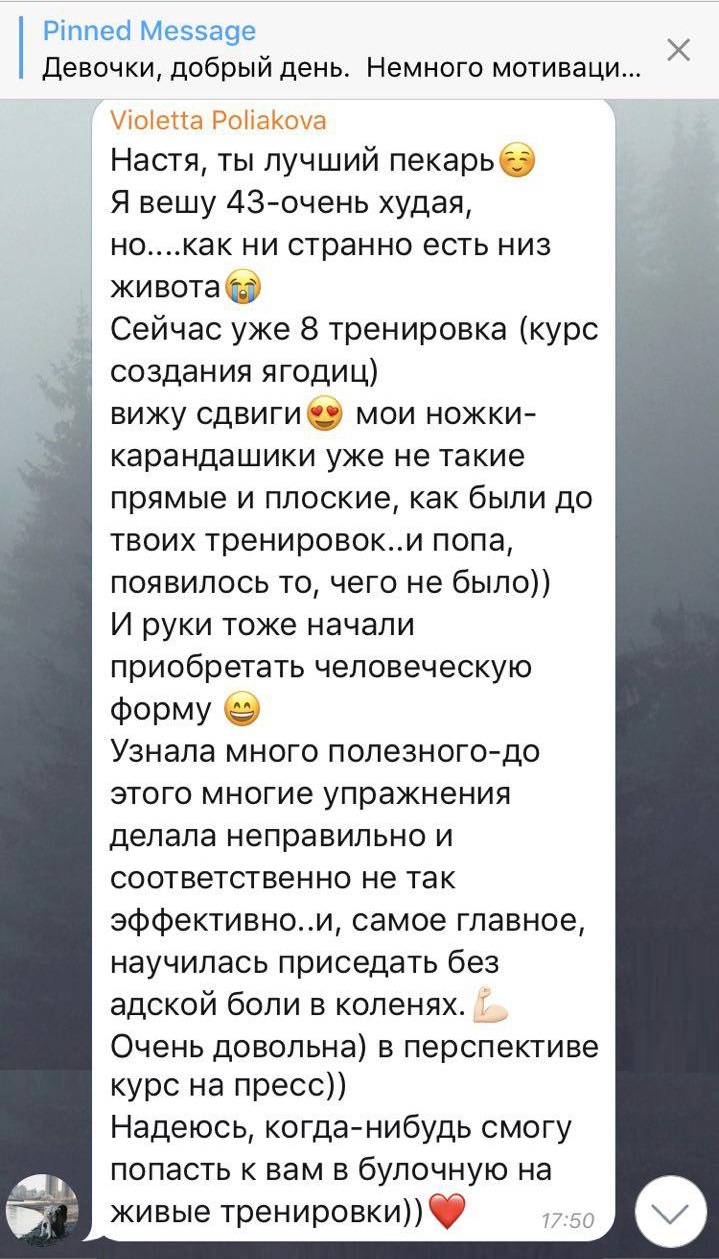 Pinned Message
Девочки, добрый день. Немного мотиваци...
Violetta Poliakova
Настя, ты лучший пекарь☺️
Я вешу 43-очень худая,
но....как ни странно есть низ
живота😭
Сейчас уже 8 тренировка (курс
создания ягодиц)
вижу сдвиги😍 мои ножки-
карандашики уже не такие
прямые и плоские, как были до
твоих тренировок..и попа,
появилось то, чего не было))
И руки тоже начали
приобретать человеческую
форму 😄
Узнала много полезного-до
этого многие упражнения
делала неправильно и
соответственно не так
эффективно..и, самое главное,
научилась приседать без
адской боли в коленях.💪🏻
Очень довольна) в перспективе
курс на пресс))
Надеюсь, когда-нибудь смогу
попасть к вам в булочную на
живые тренировки))❤️
17:50